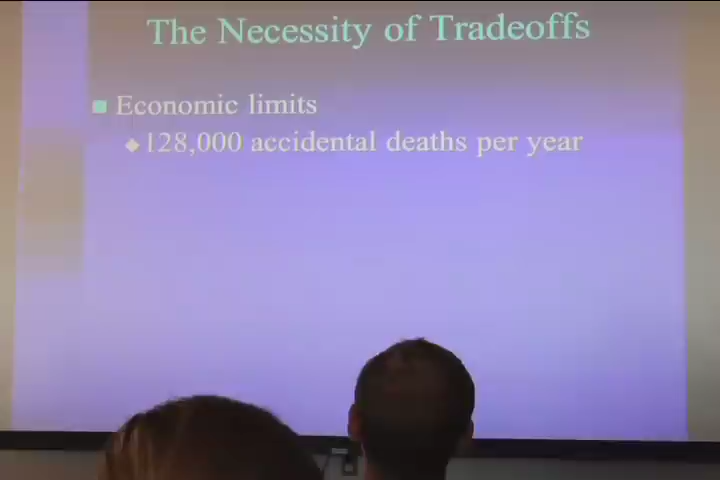 The Necessity of Tradeoffs
Economic limits
128,000 accidental deaths per year